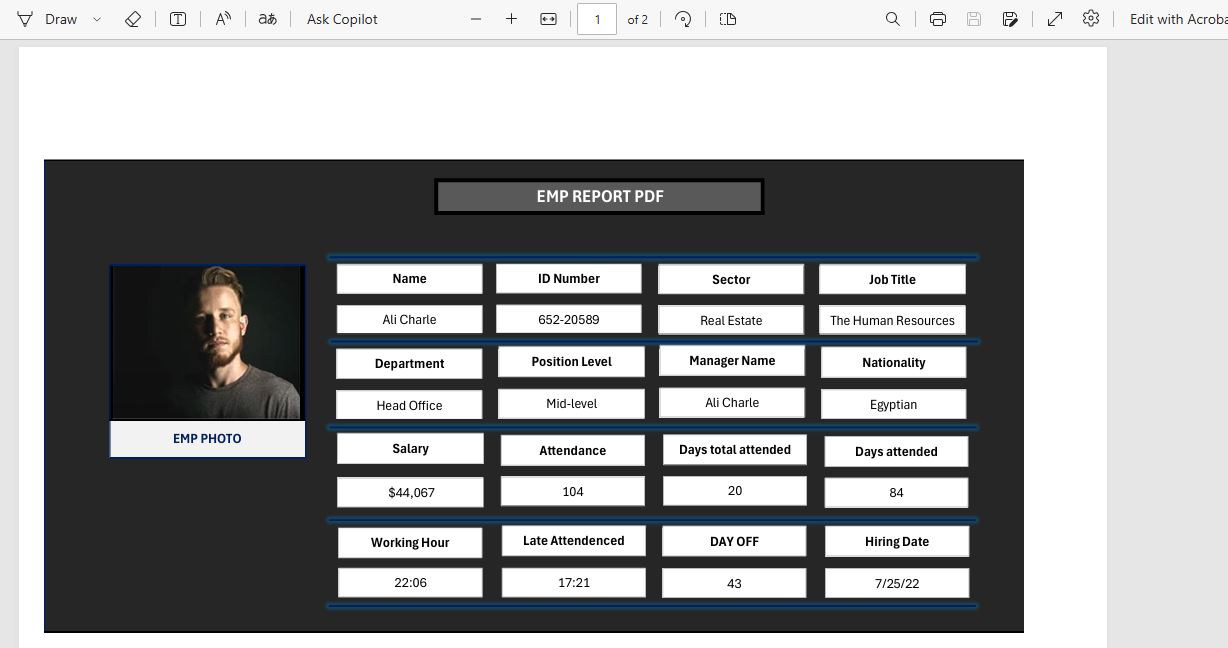 Draw Ask Copilot 1 of 2 Edit with Acroba
EMP REPORT PDF
Name ID Number Sector Job Title
Ali Charle 652-20589 Real Estate The Human Resources
Department Position Level Manager Name Nationality
Head Office Mid-level Ali Charle Egyptian
EMP PHOTO
Salary Attendance Days total attended Days attended
$44,067 104 20 84
Working Hour Late Attendenced DAY OFF Hiring Date
22:06 17:21 43 7/25/22